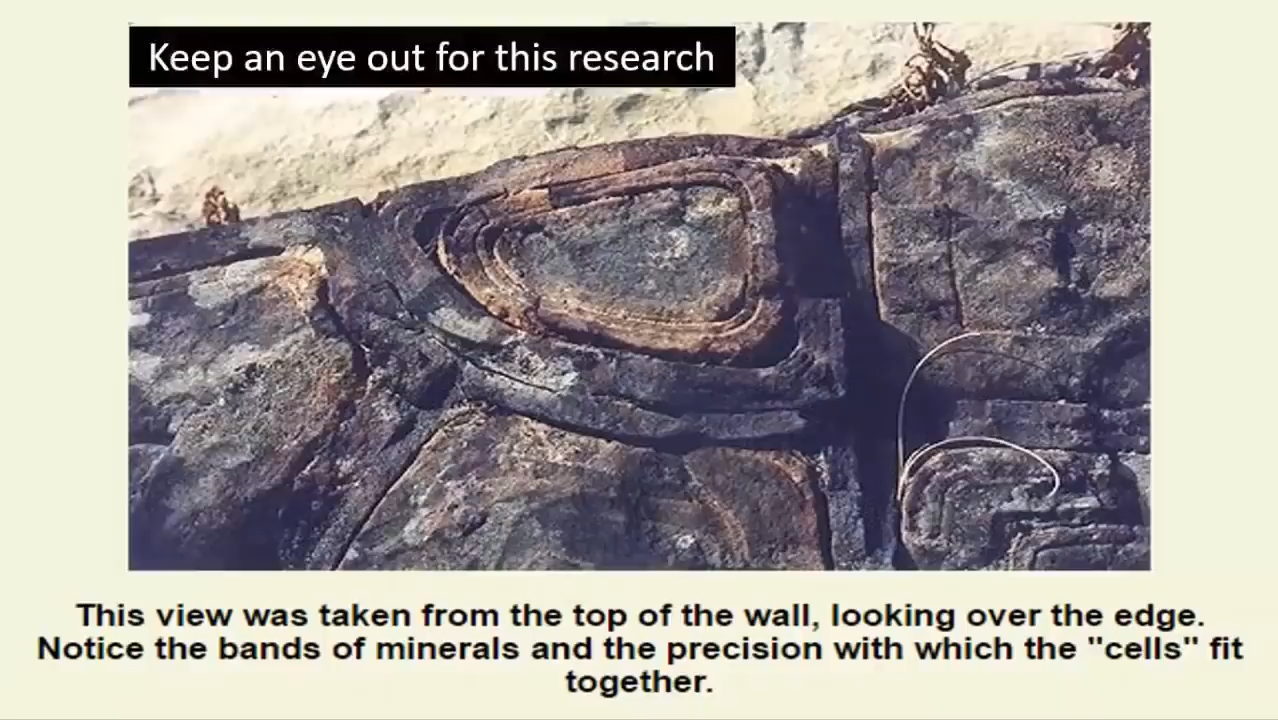 Keep an eye out for this research
This view was taken from the top of the wall, looking over the edge.
Notice the bands of minerals and the precision with which the "cells" fit
together.